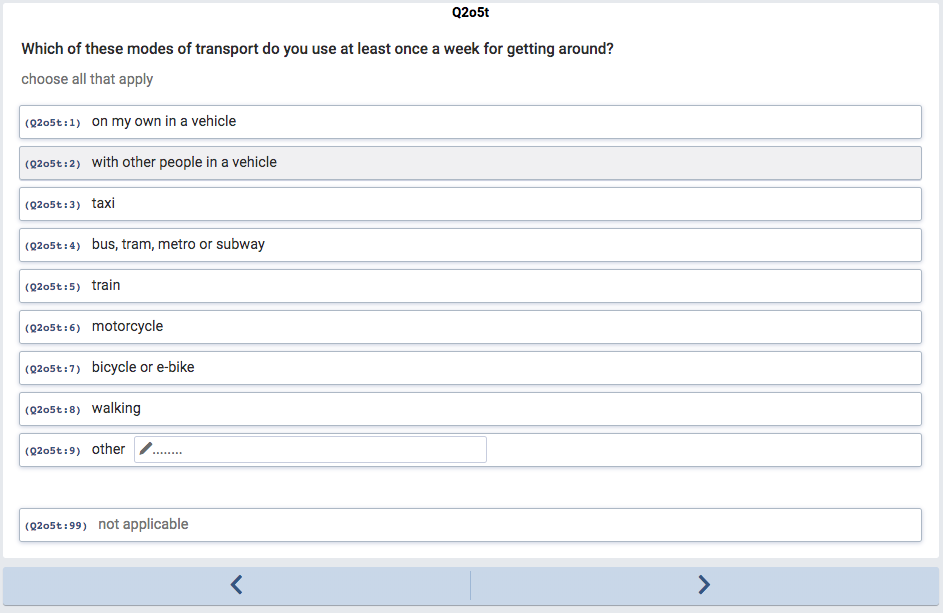 Q2o5t
Which of these modes of transport do you use at least once a week for getting around?
choose all that apply
(Q2o5t:1) on my own in a vehicle
(Q2o5t:2) with other people in a vehicle
(Q2o5t:3) taxi
(Q2o5t:4) bus, tram, metro or subway
(Q2o5t:5) train
(Q2o5t:6) motorcycle
(Q2o5t:7) bicycle or e-bike
(Q2o5t:8) walking
(Q2o5t:9) other ........
(Q2o5t:99) not applicable